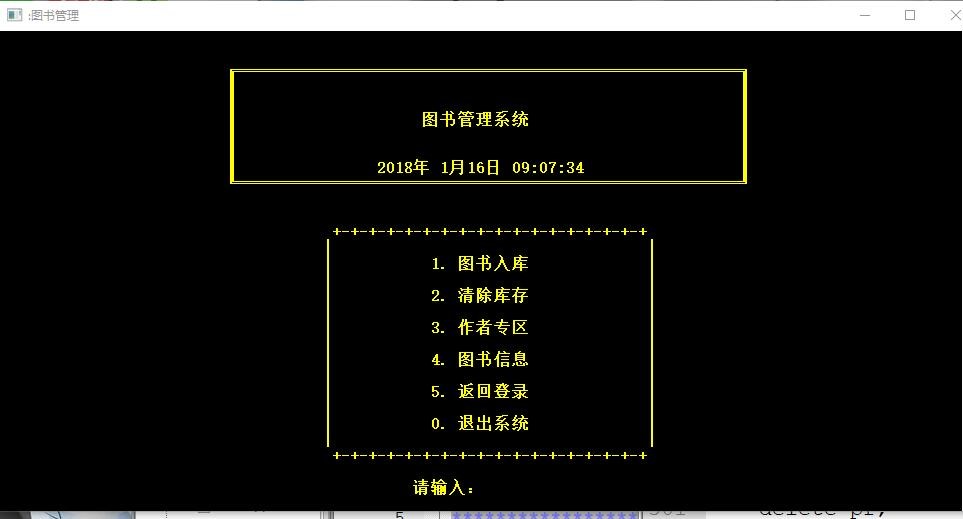 :图书管理
图书管理系统
2018年 1月16日 09:07:34
+-+-+-+-+-+-+-+-+-+-+-+-+-+-+-+-+-+
1. 图书入库
2. 清除库存
3. 作者专区
4. 图书信息
5. 返回登录
0. 退出系统
+-+-+-+-+-+-+-+-+-+-+-+-+-+-+-+-+-+
请输入:
5